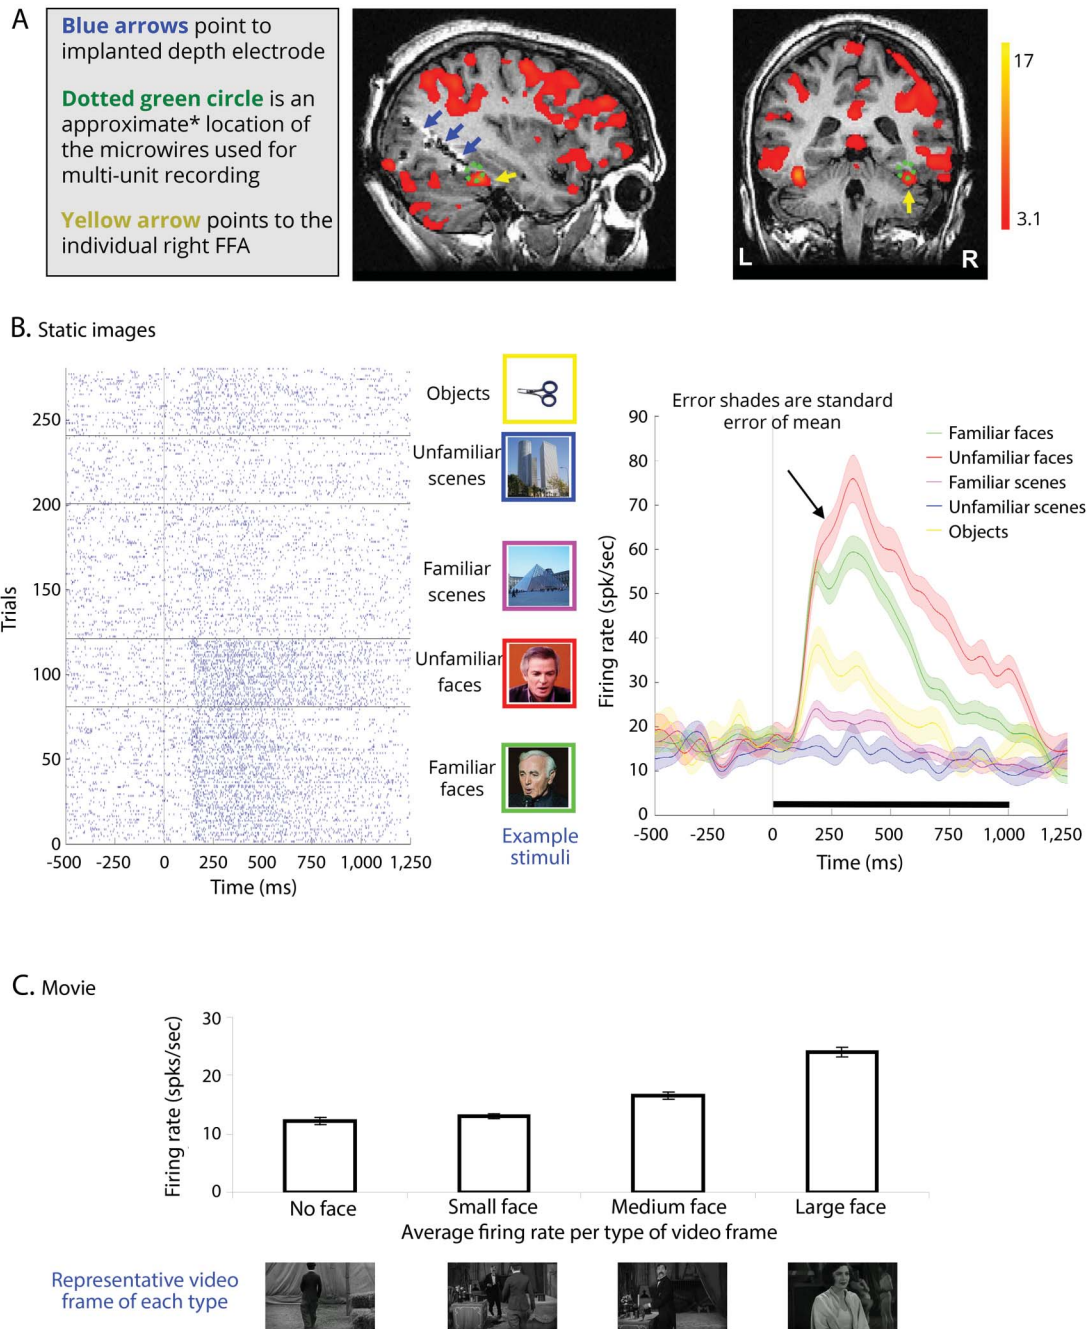 A
Blue arrows point to
implanted depth electrode
Dotted green circle is an
approximate* location of
the microwires used for
multi-unit recording
Yellow arrow points to the
individual right FFA
L
R
17
3.1
B. Static images
Trials
250
200
150
100
50
0
-500 -250 0 250 500 750 1,000 1,250
Time (ms)
Objects
Unfamiliar
scenes
Familiar
scenes
Unfamiliar
faces
Familiar
faces
Example
stimuli
Error shades are standard
error of mean
Familiar faces
Unfamiliar faces
Familiar scenes
Unfamiliar scenes
Objects
Firing rate (spk/sec)
90
80
70
60
50
40
30
20
10
0
-500 -250 0 250 500 750 1,000 1,250
Time (ms)
C. Movie
Firing rate (spks/sec)
30
20
10
0
No face Small face Medium face Large face
Average firing rate per type of video frame
Representative video
frame of each type